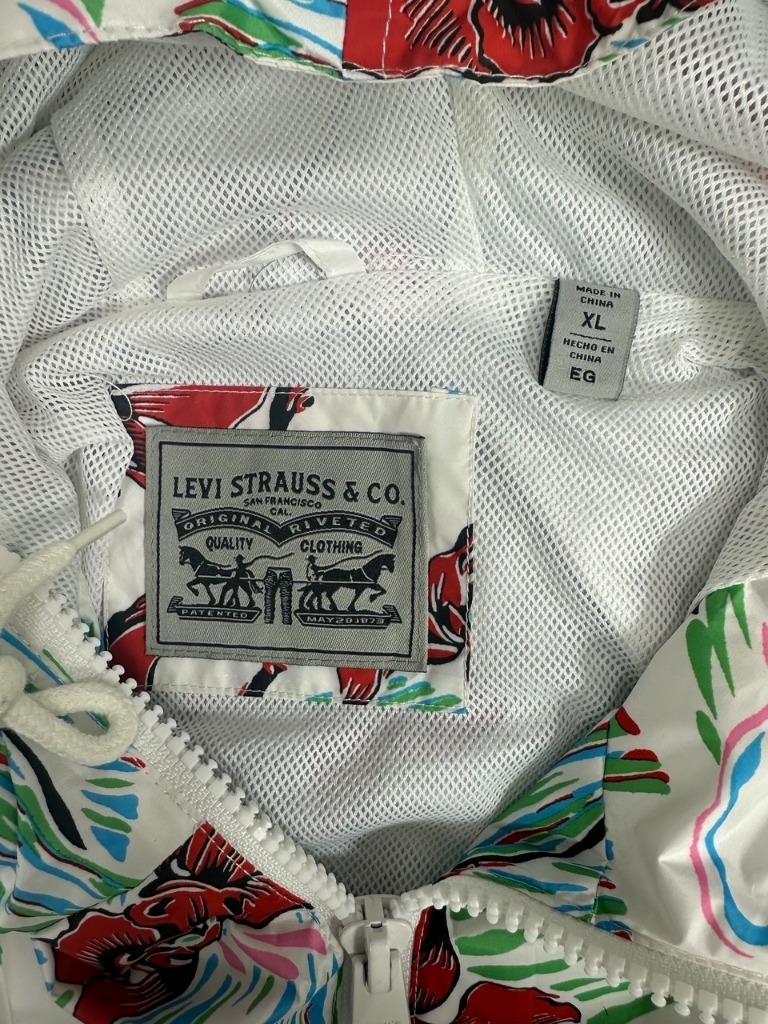 MADE IN
CHINA
XL
HECHO EN
CHINA
EG
LEVI STRAUSS & CO.
SAN FRANCISCO
CAL.
ORIGINAL RIVETED
QUALITY CLOTHING
PATENTED MAY 20 1873